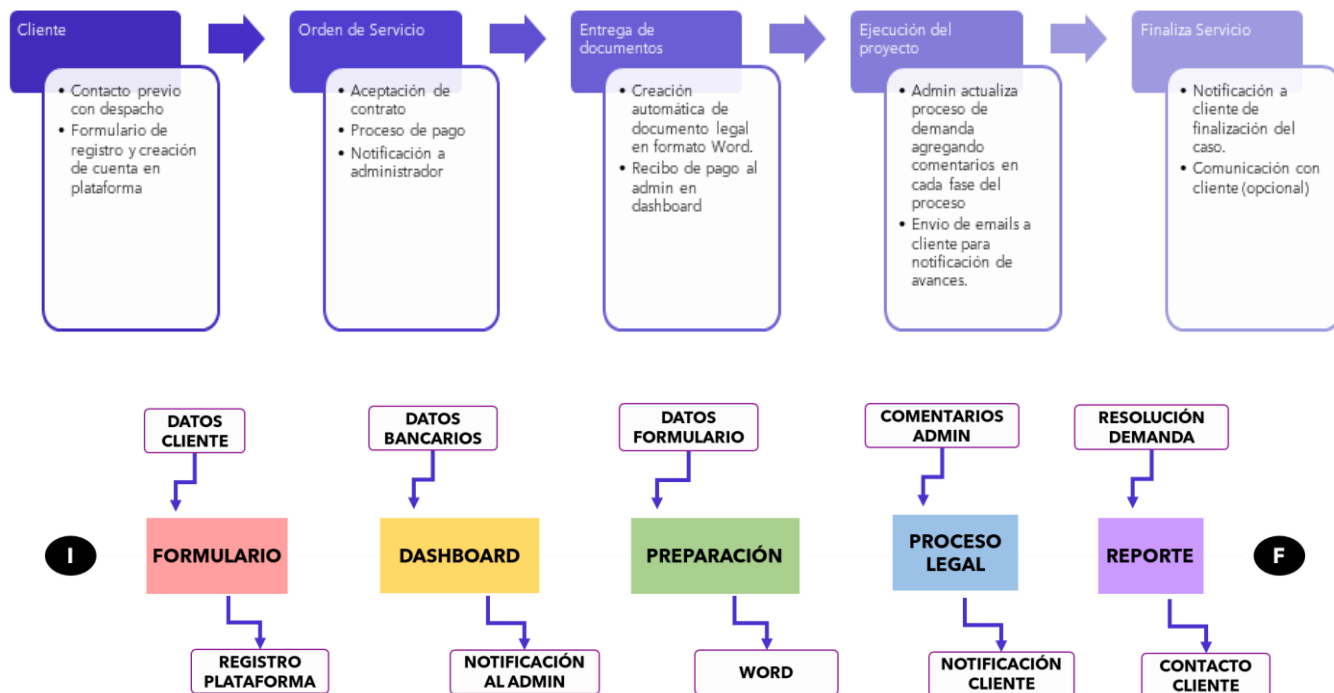 Cliente
• Contacto previo
con despacho
• Formulario de
registro y creación
de cuenta en
plataforma
Orden de Servicio
• Aceptación de
contrato
• Proceso de pago
• Notificación a
administrador
Entrega de
documentos
• Creación
automática de
documento legal
en formato Word.
• Recibo de pago al
admin en
dashboard
Ejecución del
proyecto
• Admin actualiza
proceso de
demanda
agregando
comentarios en
cada fase del
proceso
• Envio de emails a
cliente para
notificación de
avances.
Finaliza Servicio
• Notificación a
cliente de
finalización del
caso.
• Comunicación con
cliente (opcional)
DATOS
CLIENTE
DATOS
BANCARIOS
DATOS
FORMULARIO
COMENTARIOS
ADMIN
RESOLUCIÓN
DEMANDA
I
FORMULARIO
DASHBOARD
PREPARACIÓN
PROCESO
LEGAL
REPORTE
F
REGISTRO
PLATAFORMA
NOTIFICACIÓN
AL ADMIN
WORD
NOTIFICACIÓN
CLIENTE
CONTACTO
CLIENTE